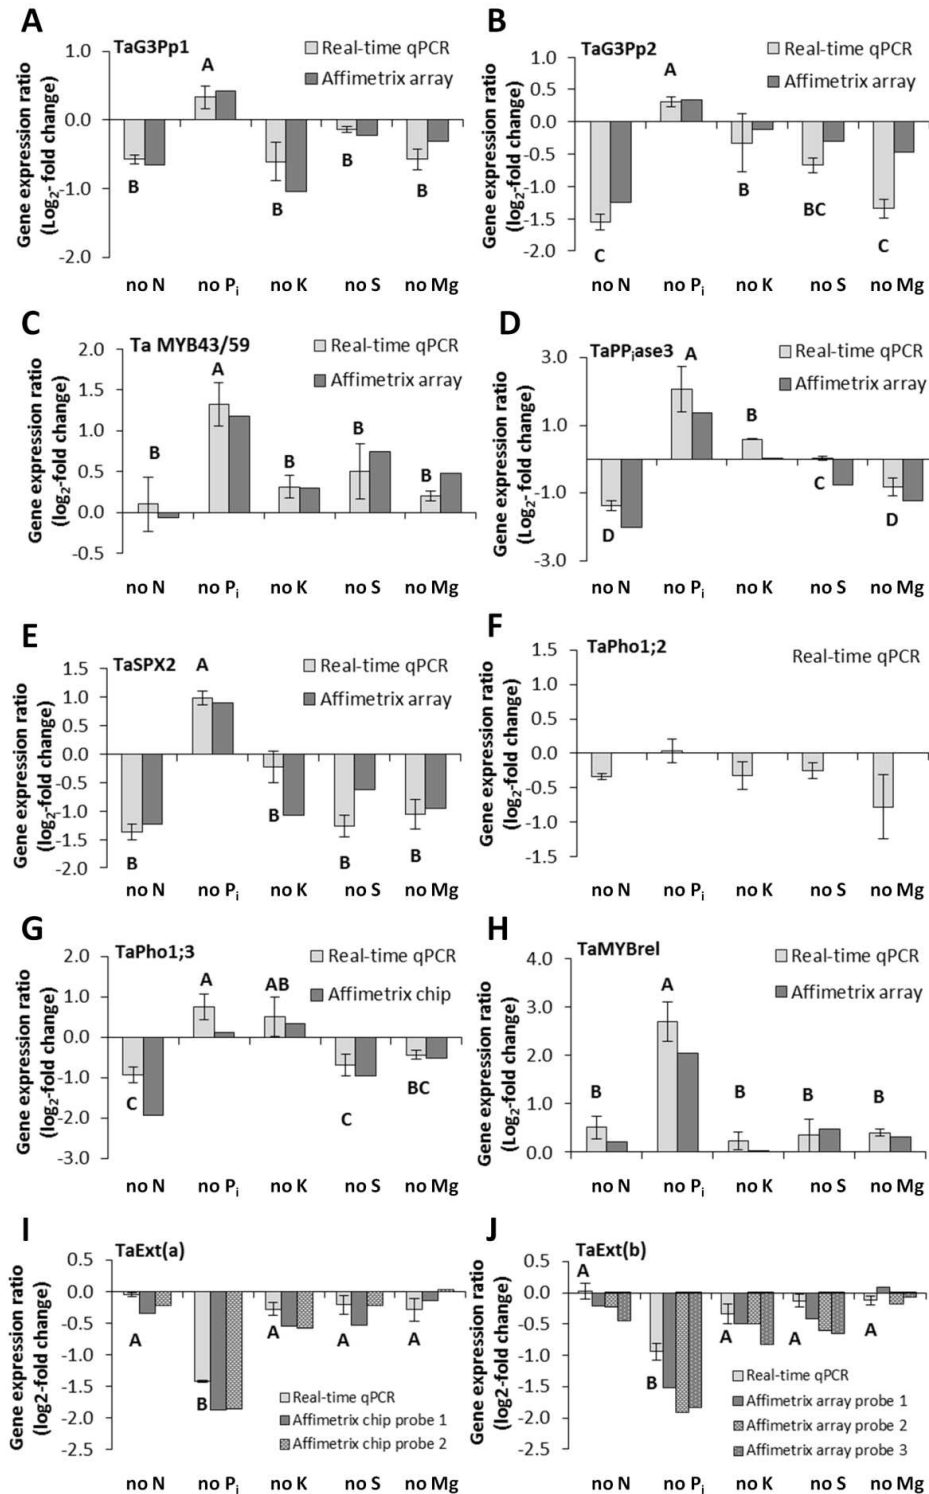 A
TaG3Pp1
Real-time qPCR
Affimetrix array
Gene expression ratio
(Log2- fold change)
1.0
0.0
-1.0
-2.0
A
B
B
B
B
no N
no Pi
no K
no S
no Mg
B
TaG3Pp2
Real-time qPCR
Affimetrix array
Gene expression ratio
(log2-fold change)
1.0
0.5
0.0
-0.5
-1.0
-1.5
-2.0
A
B
BC
C
C
no N
no Pi
no K
no S
no Mg
C
Ta MYB43/59
Real-time qPCR
Affimetrix array
Gene expression ratio
(log2-fold change)
2.0
1.5
1.0
0.5
0.0
-0.5
A
B
B
B
B
no N
no Pi
no K
no S
no Mg
D
TaPPiase3
Real-time qPCR
Affimetrix array
Gene expression ratio
(Log2-fold change)
3.0
1.0
-1.0
-3.0
A
B
C
D
D
no N
no Pi
no K
no S
no Mg
E
TaSPX2
Real-time qPCR
Affimetrix array
Gene expression ratio
(log2-fold change)
1.5
1.0
0.5
0.0
-0.5
-1.0
-1.5
-2.0
A
B
B
B
B
no N
no Pi
no K
no S
no Mg
F
TaPho1;2
Real-time qPCR
Gene expression ratio
(log2-fold change)
1.5
1.0
0.5
0.0
-0.5
-1.0
-1.5
no N
no Pi
no K
no S
no Mg
G
TaPho1;3
Real-time qPCR
Affimetrix chip
Gene expression ratio
(log2-fold change)
2.0
1.0
0.0
-1.0
-2.0
-3.0
A
AB
BC
C
C
no N
no Pi
no K
no S
no Mg
H
TaMYBrel
Real-time qPCR
Affimetrix array
Gene expression ratio
(Log2-fold change)
4.0
3.0
2.0
1.0
0.0
A
B
B
B
B
no N
no Pi
no K
no S
no Mg
I
TaExt(a)
Gene expression ratio
(log2-fold change)
0.5
0.0
-0.5
-1.0
-1.5
-2.0
-2.5
A
B
A
A
A
Real-time qPCR
Affimetrix chip probe 1
Affimetrix chip probe 2
no N
no Pi
no K
no S
no Mg
J
TaExt(b)
Gene expression ratio
(log2-fold change)
0.5
0.0
-0.5
-1.0
-1.5
-2.0
-2.5
A
B
A
A
A
Real-time qPCR
Affimetrix array probe 1
Affimetrix array probe 2
Affimetrix array probe 3
no N
no Pi
no K
no S
no Mg